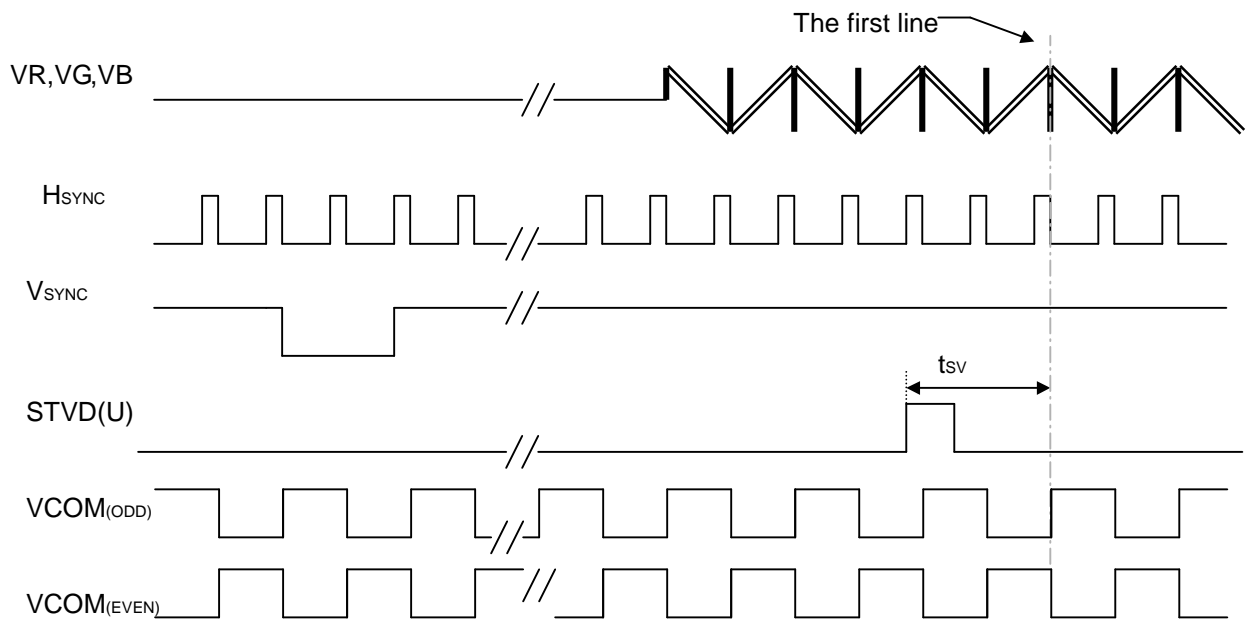 The first line
VR,VG,VB
HSYNC
VSYNC
tSV
STVD(U)
VCOM(ODD)
VCOM(EVEN)